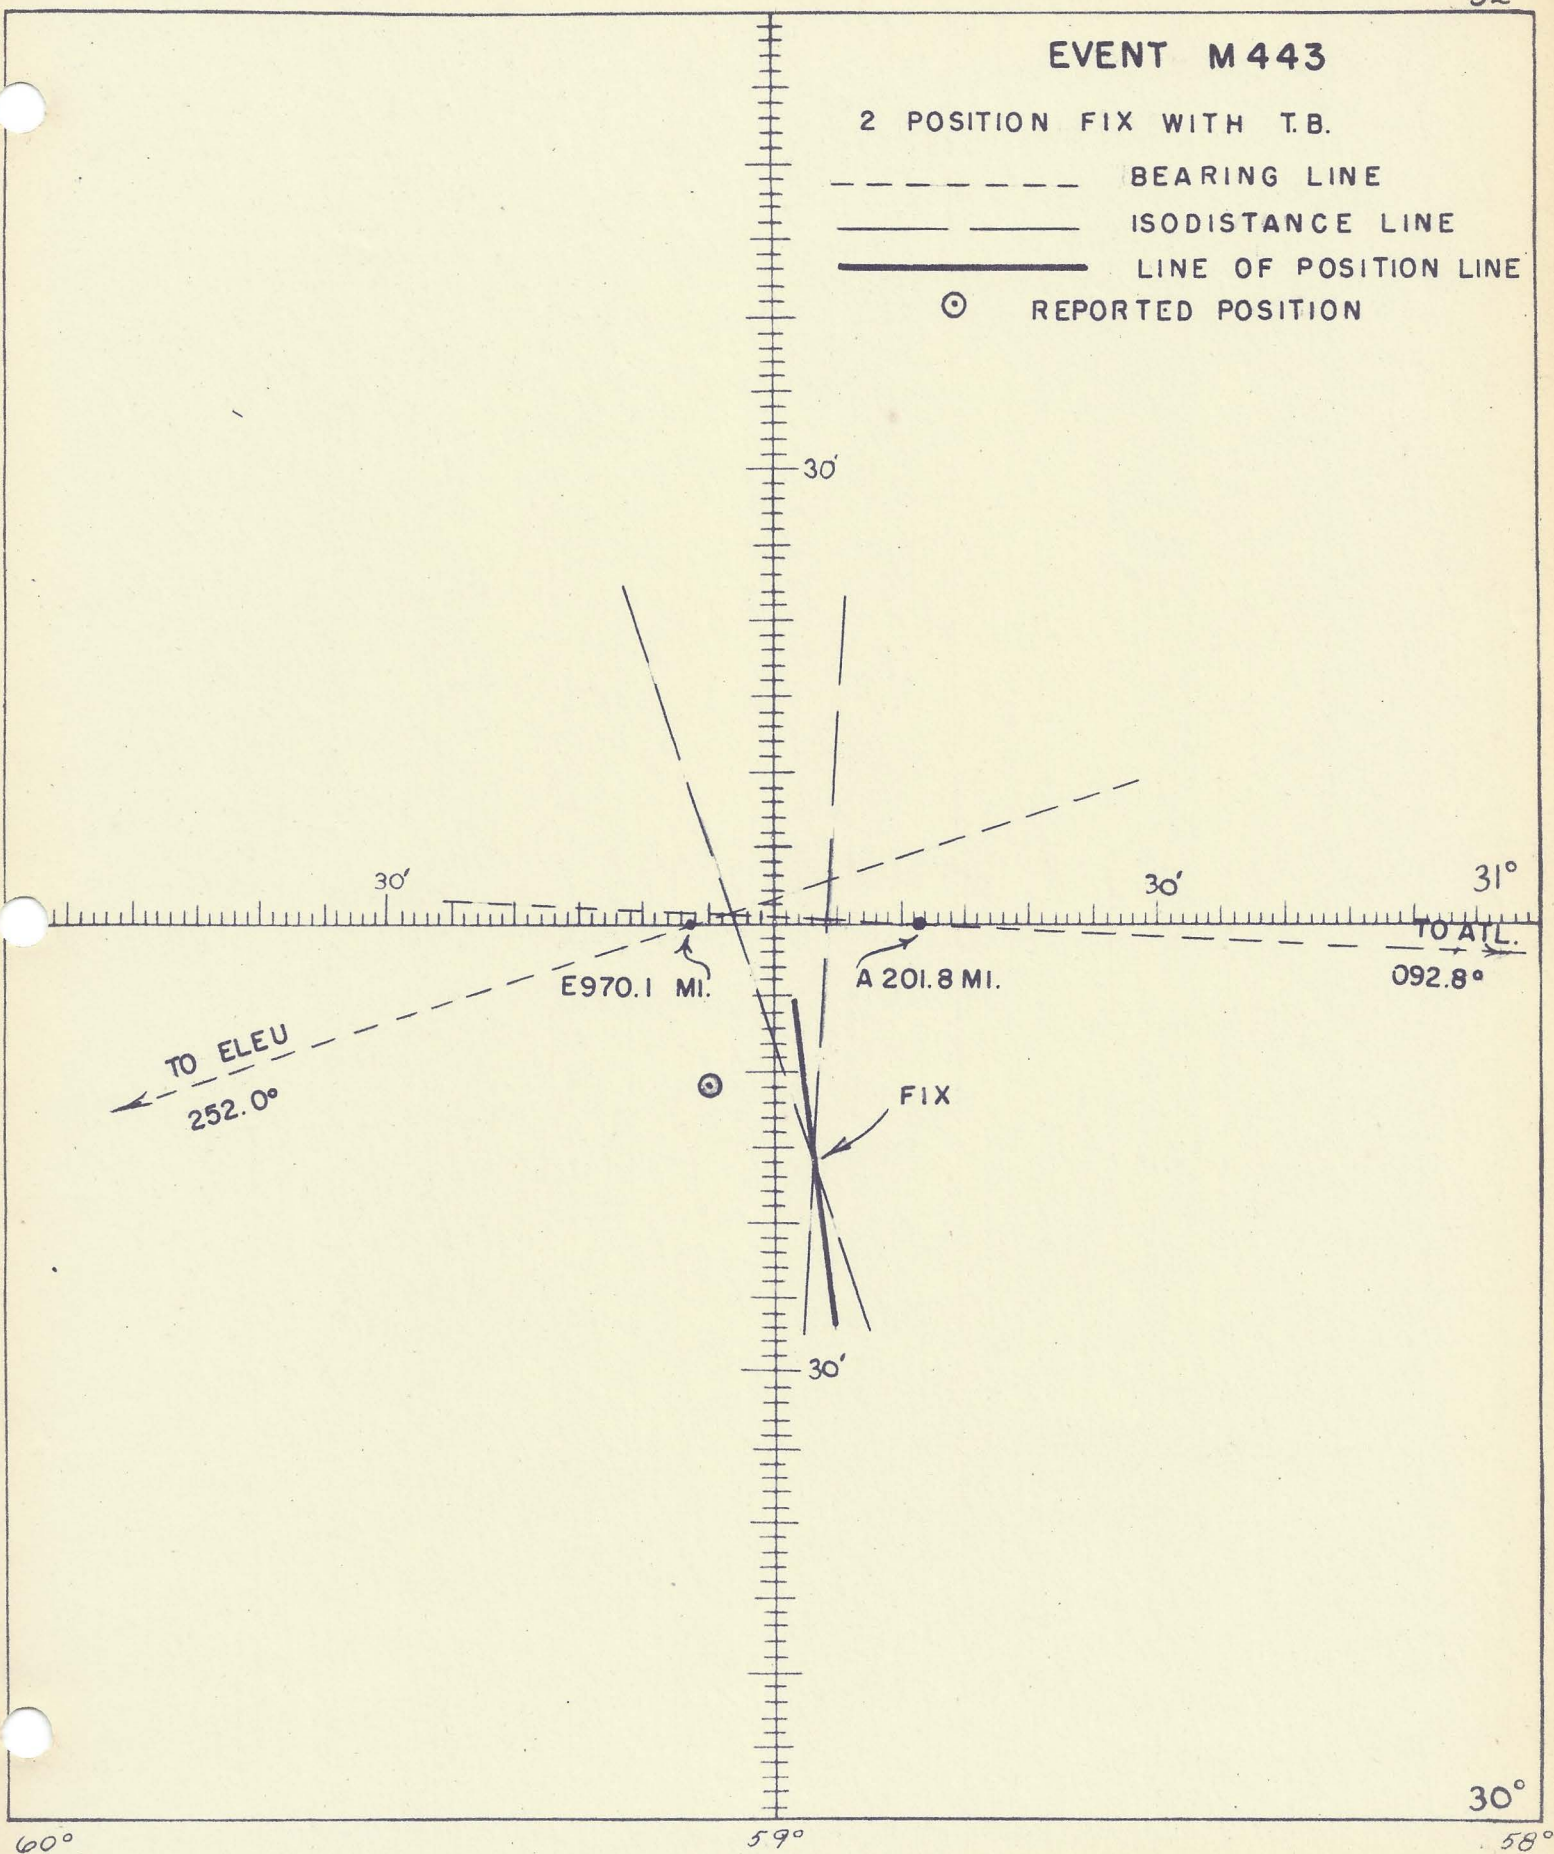 EVENT M443
2 POSITION FIX WITH T.B.
BEARING LINE
ISODISTANCE LINE
LINE OF POSITION LINE
REPORTED POSITION
30'
30'
30'
31°
TO ATL.
E970.1 MI.
A 201.8 MI.
092.8°
TO ELEU
252.0°
FIX
30'
30°
60°
59°
58°